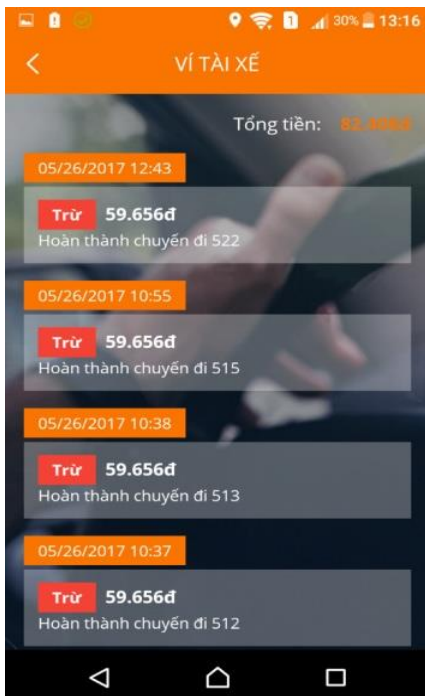 30% 13:16
VÍ TÀI XẾ
Tổng tiền:
05/26/2017 12:43
Trừ 59.656đ
Hoàn thành chuyến đi 522
05/26/2017 10:55
Trừ 59.656đ
Hoàn thành chuyến đi 515
05/26/2017 10:38
Trừ 59.656đ
Hoàn thành chuyến đi 513
05/26/2017 10:37
Trừ 59.656đ
Hoàn thành chuyến đi 512